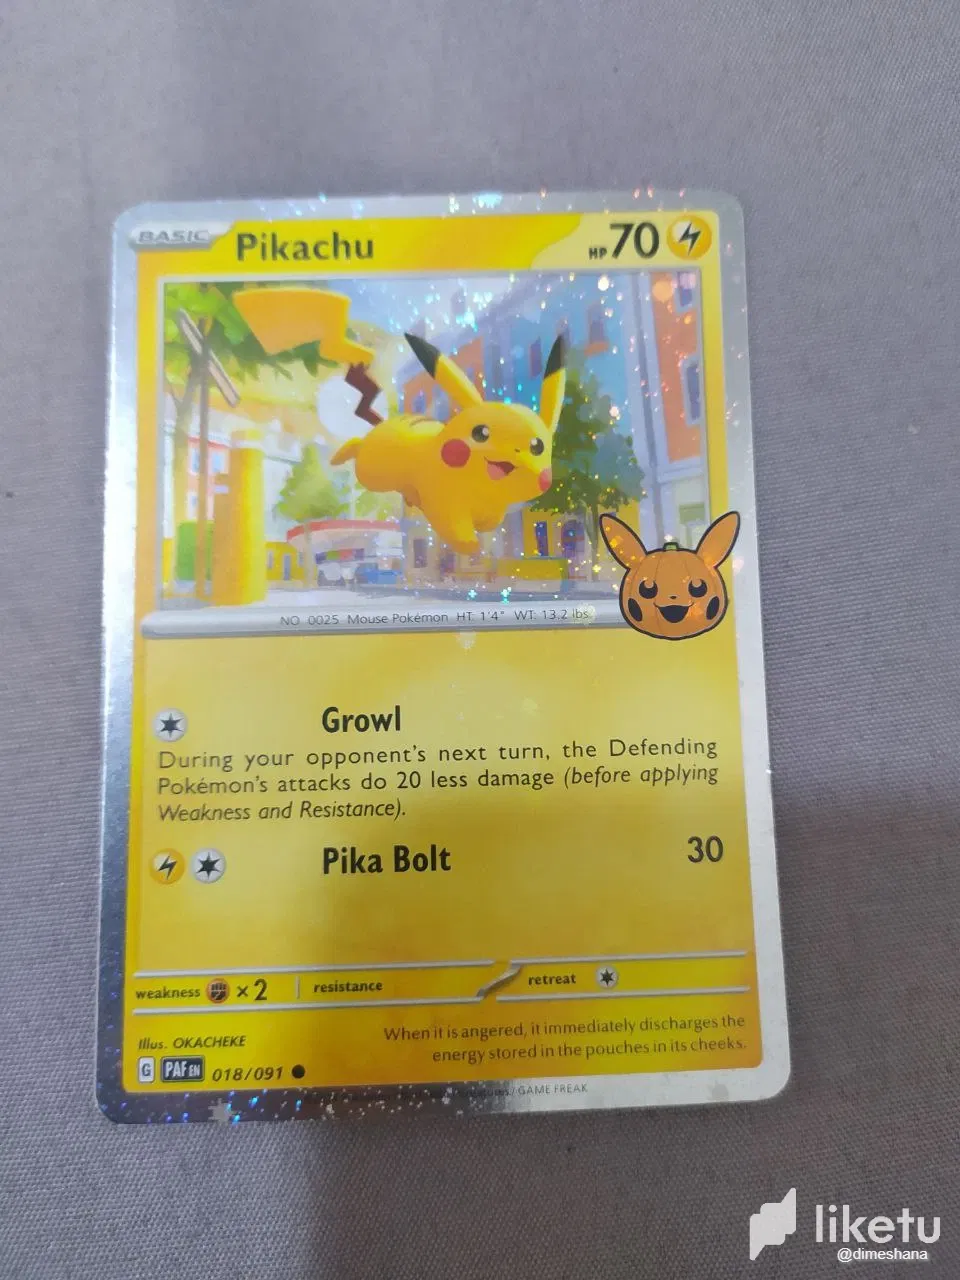 BASIC Pikachu HP 70
NO 0025 Mouse Pokémon HT: 1'4" WT: 13.2 lbs.
Growl
During your opponent's next turn, the Defending
Pokémon's attacks do 20 less damage (before applying
Weakness and Resistance).
Pika Bolt 30
weakness ×2 resistance retreat
Illus. OKACHEKE
When it is angered, it immediately discharges the
energy stored in the pouches in its cheeks.
G PAF EN 018/091
GAME FREAK
liketu
@dimeshana